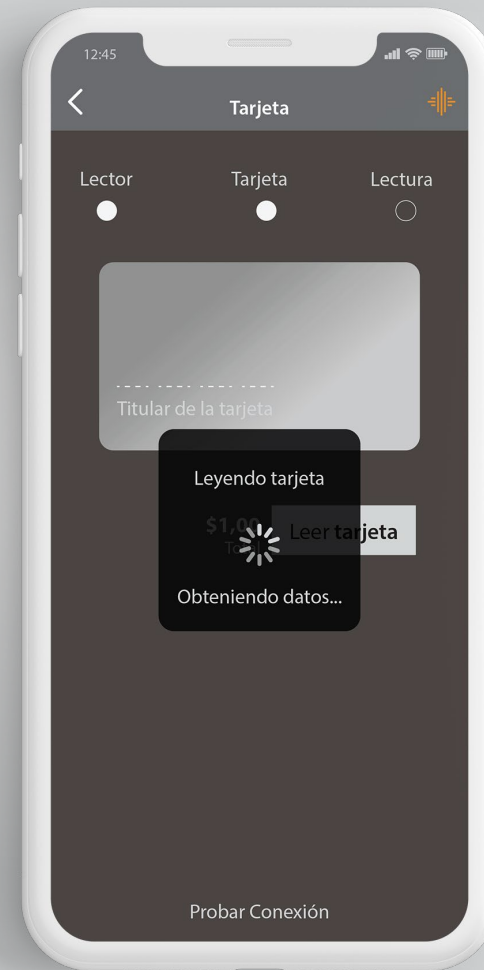 12:45
Tarjeta
Lector Tarjeta Lectura
Titular de la tarjeta
Leyendo tarjeta
Leer tarjeta
Obteniendo datos...
Probar Conexión